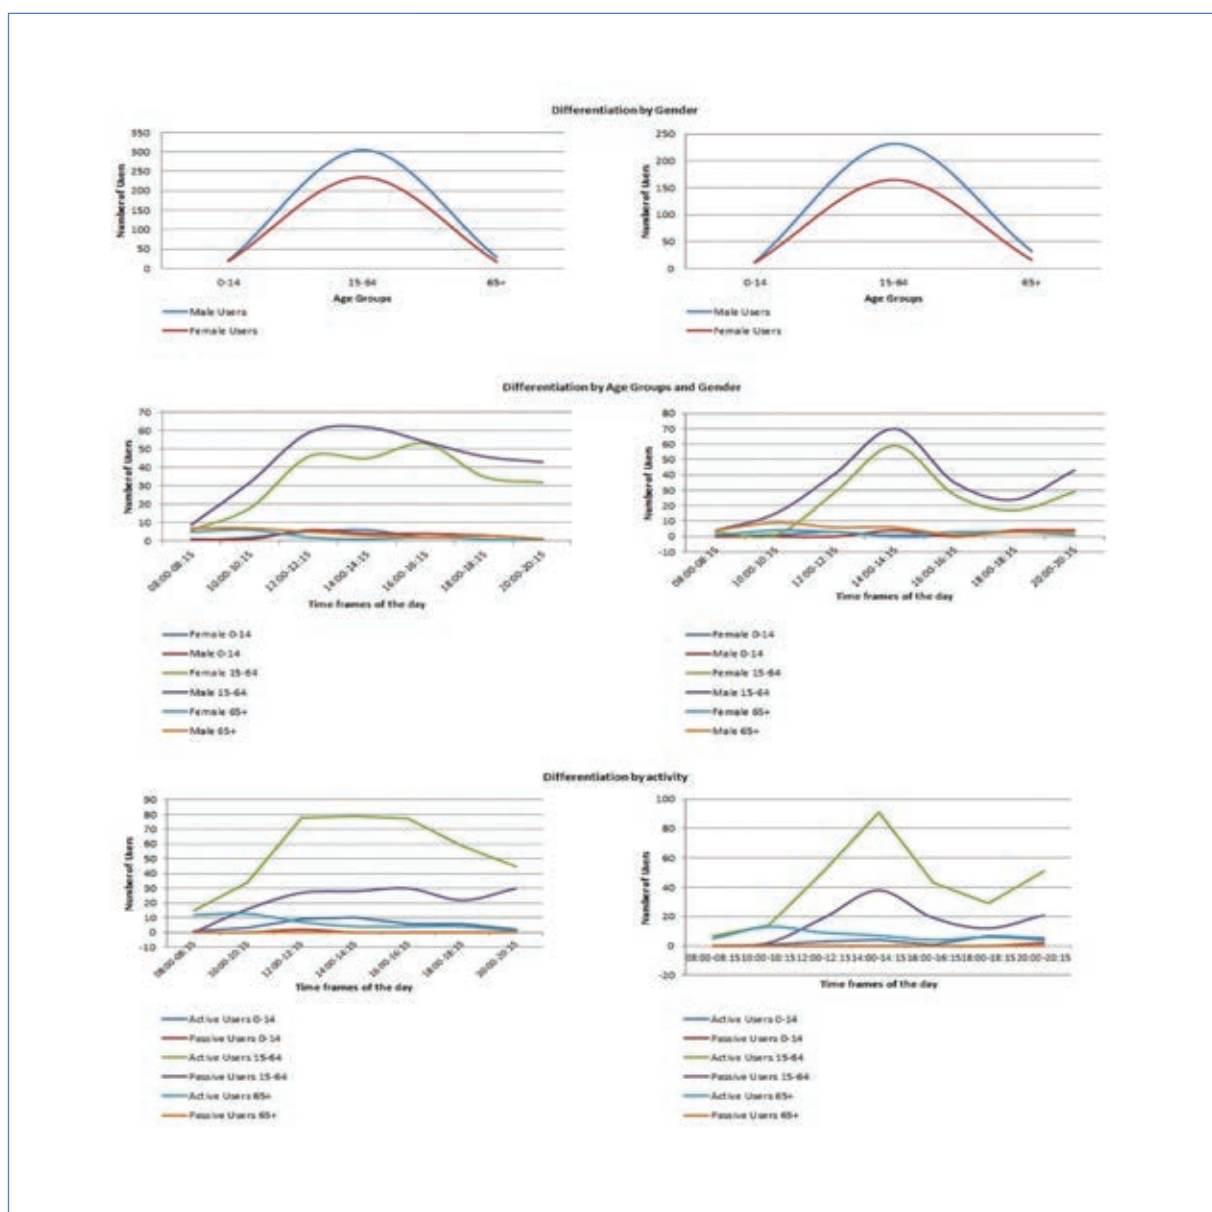 Differentiation by Gender
350
300
250
200
150
100
50
0
Number of Users
0-14
15-64
65+
Age Groups
Male Users
Female Users
250
200
150
100
50
0
Number of Users
0-14
15-64
65+
Age Groups
Male Users
Female Users
Differentiation by Age Groups and Gender
70
60
50
40
30
20
10
0
Number of Users
08:00-08:15
10:00-10:15
12:00-12:15
14:00-14:15
16:00-16:15
18:00-18:15
20:00-20:15
Time frames of the day
Female 0-14
Male 0-14
Female 15-64
Male 15-64
Female 65+
Male 65+
80
70
60
50
40
30
20
10
0
-10
Number of Users
08:00-08:15
10:00-10:15
12:00-12:15
14:00-14:15
16:00-16:15
18:00-18:15
20:00-20:15
Time frames of the day
Female 0-14
Male 0-14
Female 15-64
Male 15-64
Female 65+
Male 65+
Differentiation by activity
90
80
70
60
50
40
30
20
10
0
-10
Number of Users
08:00-08:15
10:00-10:15
12:00-12:15
14:00-14:15
16:00-16:15
18:00-18:15
20:00-20:15
Time frames of the day
Active Users 0-14
Passive Users 0-14
Active Users 15-64
Passive Users 15-64
Active Users 65+
Passive Users 65+
100
80
60
40
20
0
-20
Number of Users
08:00-08:15 10:00-10:15 12:00-12:15 14:00-14:15 16:00-16:15 18:00-18:15 20:00-20:15
Time frames of the day
Active Users 0-14
Passive Users 0-14
Active Users 15-64
Passive Users 15-64
Active Users 65+
Passive Users 65+